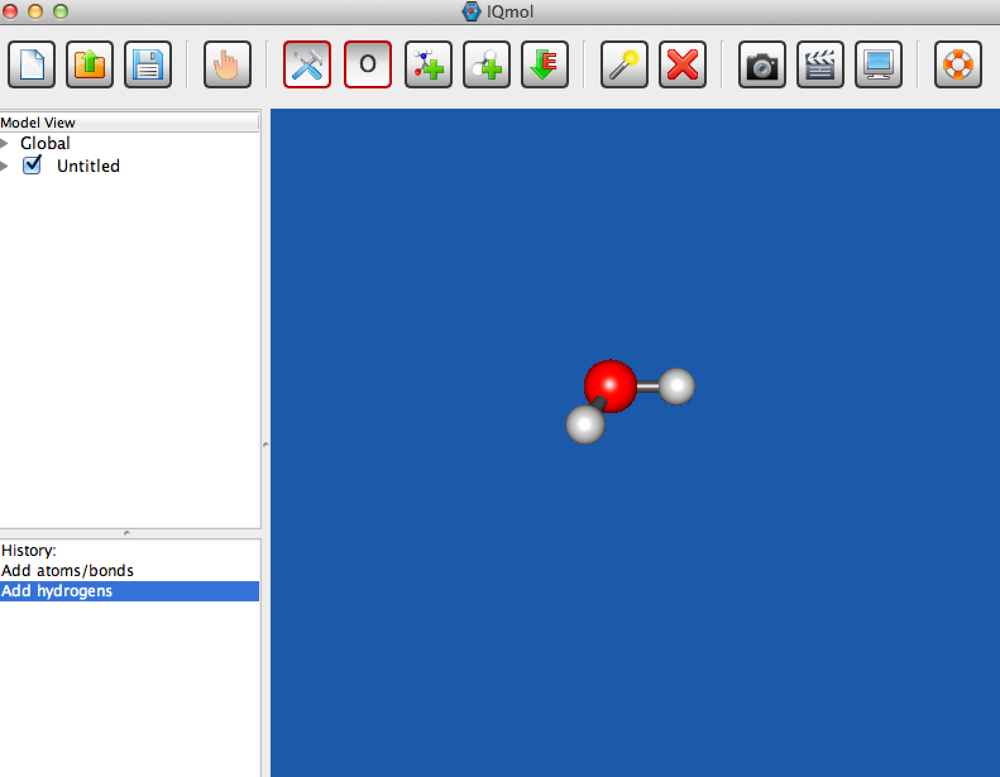 IQmol
O
E
Model View
Global
Untitled
History:
Add atoms/bonds
Add hydrogens